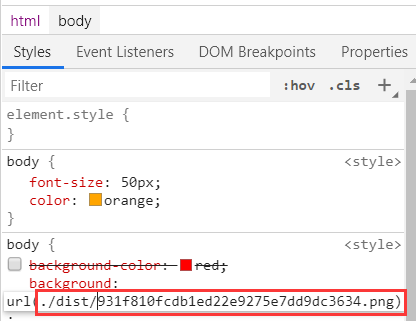 html body
Styles Event Listeners DOM Breakpoints Properties
Filter :hov .cls +
element.style {
}
body { <style>
font-size: 50px;
color: orange;
}
body { <style>
background-color: red;
background:
url(./dist/931f810fcdb1ed22e9275e7dd9dc3634.png)
;